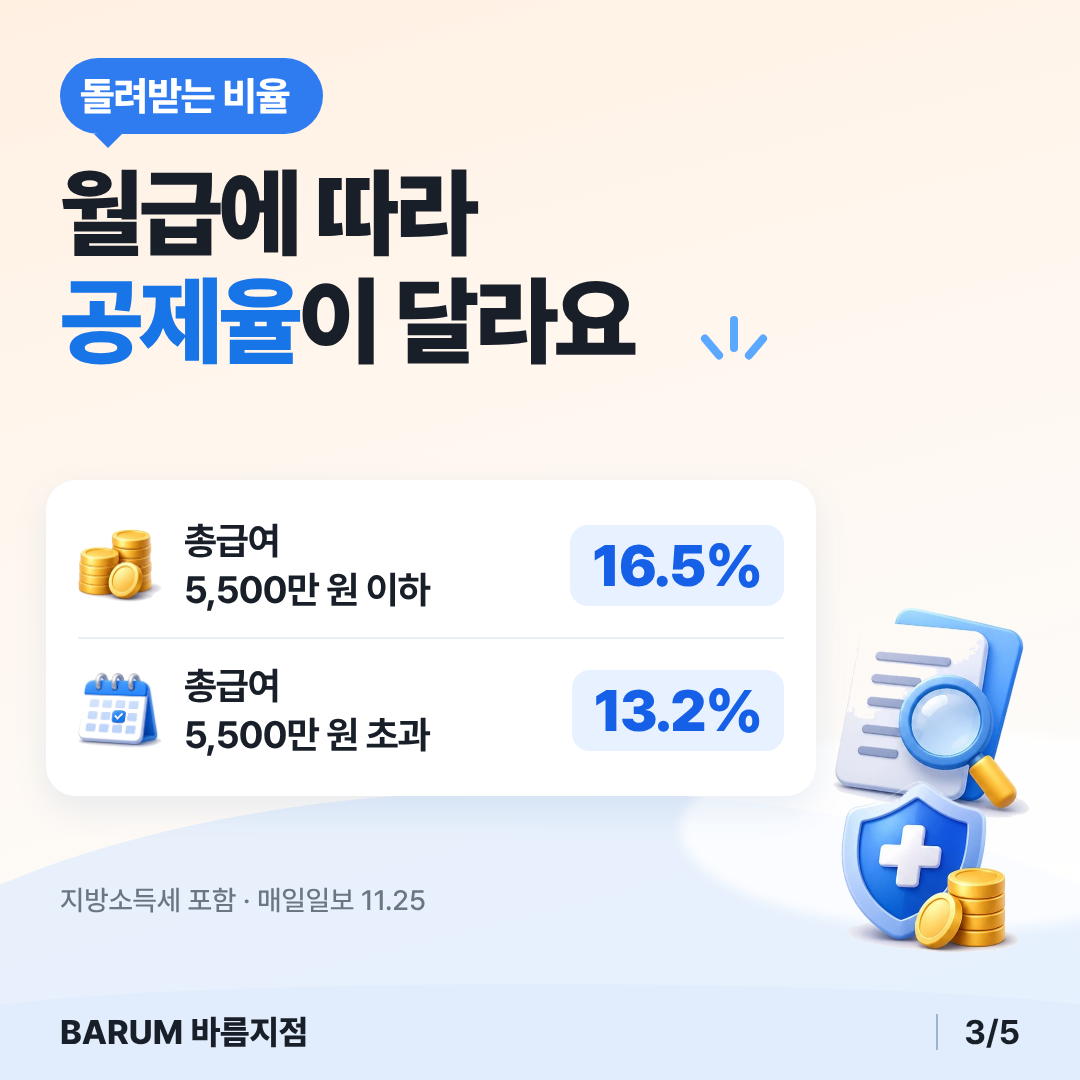 돌려받는 비율
월급에 따라
공제율이 달라요
총급여
5,500만 원 이하
16.5%
총급여
5,500만 원 초과
13.2%
지방소득세 포함 · 매일일보 11.25
BARUM 바름지점
3/5